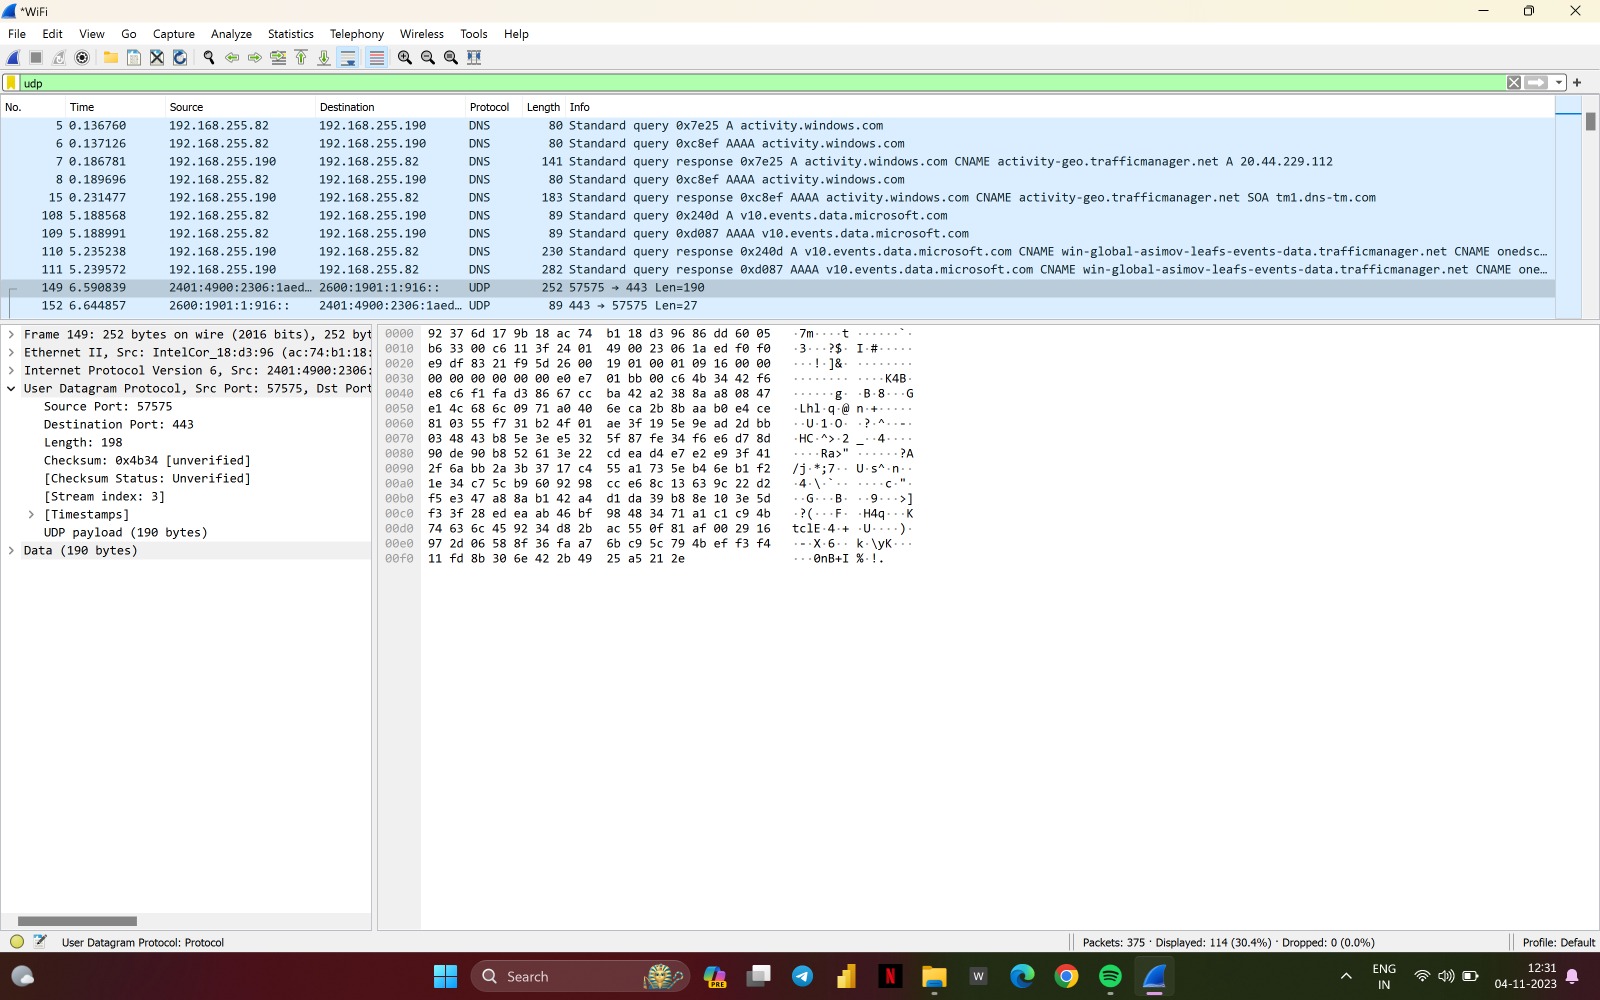 *WiFi
File Edit View Go Capture Analyze Statistics Telephony Wireless Tools Help
udp
No. Time Source Destination Protocol Length Info
5 0.136760 192.168.255.82 192.168.255.190 DNS 80 Standard query 0x7e25 A activity.windows.com
6 0.137126 192.168.255.82 192.168.255.190 DNS 80 Standard query 0xc8ef AAAA activity.windows.com
7 0.186781 192.168.255.190 192.168.255.82 DNS 141 Standard query response 0x7e25 A activity.windows.com CNAME activity-geo.trafficmanager.net A 20.44.229.112
8 0.189696 192.168.255.82 192.168.255.190 DNS 80 Standard query 0xc8ef AAAA activity.windows.com
15 0.231477 192.168.255.190 192.168.255.82 DNS 183 Standard query response 0xc8ef AAAA activity.windows.com CNAME activity-geo.trafficmanager.net SOA tm1.dns-tm.com
108 5.188568 192.168.255.82 192.168.255.190 DNS 89 Standard query 0x240d A v10.events.data.microsoft.com
109 5.188991 192.168.255.82 192.168.255.190 DNS 89 Standard query 0xd087 AAAA v10.events.data.microsoft.com
110 5.235238 192.168.255.190 192.168.255.82 DNS 230 Standard query response 0x240d A v10.events.data.microsoft.com CNAME win-global-asimov-leafs-events-data.trafficmanager.net CNAME onedsc…
111 5.239572 192.168.255.190 192.168.255.82 DNS 282 Standard query response 0xd087 AAAA v10.events.data.microsoft.com CNAME win-global-asimov-leafs-events-data.trafficmanager.net CNAME one…
149 6.590839 2401:4900:2306:1aed… 2600:1901:1:916:: UDP 252 57575 → 443 Len=190
152 6.644857 2600:1901:1:916:: 2401:4900:2306:1aed… UDP 89 443 → 57575 Len=27
Frame 149: 252 bytes on wire (2016 bits), 252 byt
Ethernet II, Src: IntelCor_18:d3:96 (ac:74:b1:18:
Internet Protocol Version 6, Src: 2401:4900:2306:
User Datagram Protocol, Src Port: 57575, Dst Port
Source Port: 57575
Destination Port: 443
Length: 198
Checksum: 0x4b34 [unverified]
[Checksum Status: Unverified]
[Stream index: 3]
[Timestamps]
UDP payload (190 bytes)
Data (190 bytes)
0000 92 37 6d 17 9b 18 ac 74 b1 18 d3 96 86 dd 60 05 ·7m····t ······`·
0010 b6 33 00 c6 11 3f 24 01 49 00 23 06 1a ed f0 f0 ·3···?$· I·#·····
0020 e9 df 83 21 f9 5d 26 00 19 01 00 01 09 16 00 00 ···!·]&· ········
0030 00 00 00 00 00 00 e0 e7 01 bb 00 c6 4b 34 42 f6 ········ ····K4B·
0040 e8 c6 f1 fa d3 86 67 cc ba 42 a2 38 8a a8 08 47 ······g· ·B·8···G
0050 e1 4c 68 6c 09 71 a0 40 6e ca 2b 8b aa b0 e4 ce ·Lhl·q·@ n·+·····
0060 81 03 55 f7 31 b2 4f 01 ae 3f 19 5e 9e ad 2d bb ··U·1·O· ·?·^··-·
0070 03 48 43 b8 5e 3e e5 32 5f 87 fe 34 f6 e6 d7 8d ·HC·^>·2 _··4····
0080 90 de 90 b8 52 61 3e 22 cd ea d4 e7 e2 e9 3f 41 ····Ra>" ······?A
0090 2f 6a bb 2a 3b 37 17 c4 55 a1 73 5e b4 6e b1 f2 /j·*;7·· U·s^·n··
00a0 1e 34 c7 5c b9 60 92 98 cc e6 8c 13 63 9c 22 d2 ·4·\·`·· ····c·"·
00b0 f5 e3 47 a8 8a b1 42 a4 d1 da 39 b8 8e 10 3e 5d ··G···B· ··9···>]
00c0 f3 3f 28 ed ea ab 46 bf 98 48 34 71 a1 c1 c9 4b ·?(···F· ·H4q···K
00d0 74 63 6c 45 92 34 d8 2b ac 55 0f 81 af 00 29 16 tclE·4·+ ·U····)·
00e0 97 2d 06 58 8f 36 fa a7 6b c9 5c 79 4b ef f3 f4 ·-·X·6·· k·\yK···
00f0 11 fd 8b 30 6e 42 2b 49 25 a5 21 2e ···0nB+I %·!.
User Datagram Protocol: Protocol Packets: 375 · Displayed: 114 (30.4%) · Dropped: 0 (0.0%) Profile: Default
Search PRE N W ENG IN 12:31
04-11-2023